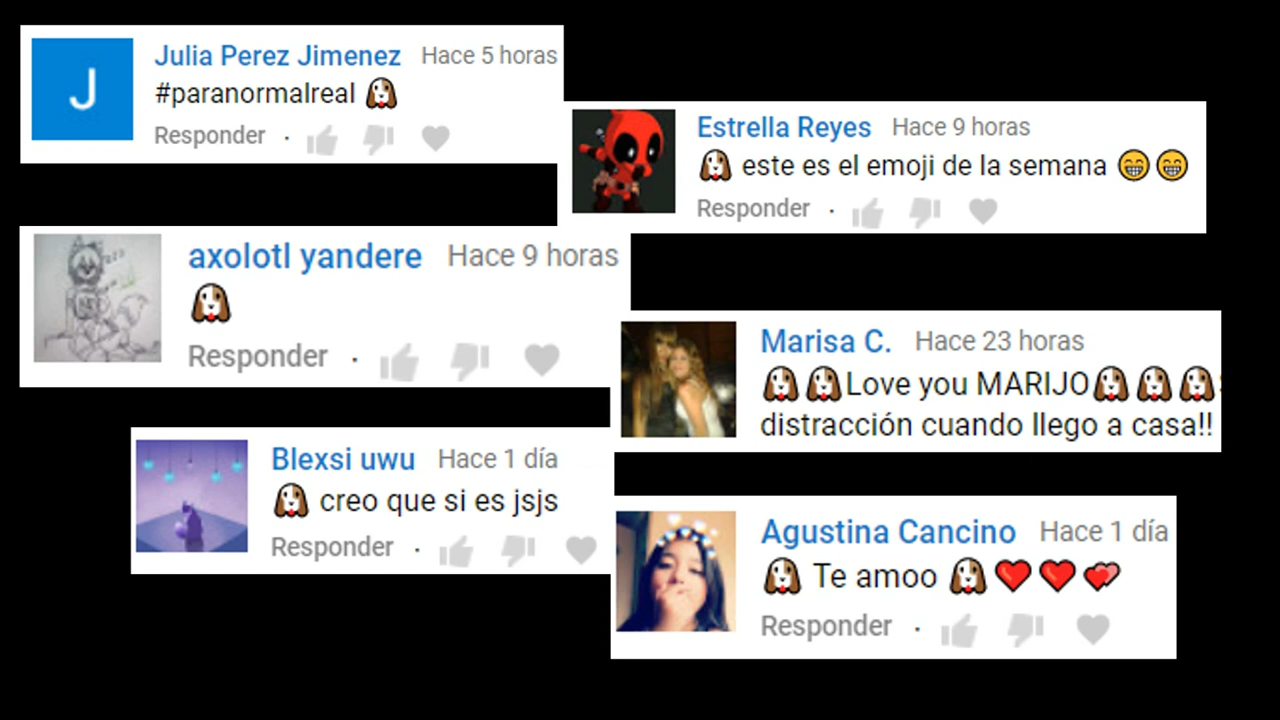 J
Julia Perez Jimenez Hace 5 horas
#paranormalreal 🐶
Responder ·
Estrella Reyes Hace 9 horas
🐶 este es el emoji de la semana 😁😁
Responder ·
axolotl yandere Hace 9 horas
🐶
Responder ·
Marisa C. Hace 23 horas
🐶🐶Love you MARIJO🐶🐶🐶
distracción cuando llego a casa!!
Blexsi uwu Hace 1 día
🐶 creo que si es jsjs
Responder ·
Agustina Cancino Hace 1 día
🐶 Te amoo 🐶❤️❤️💕
Responder ·